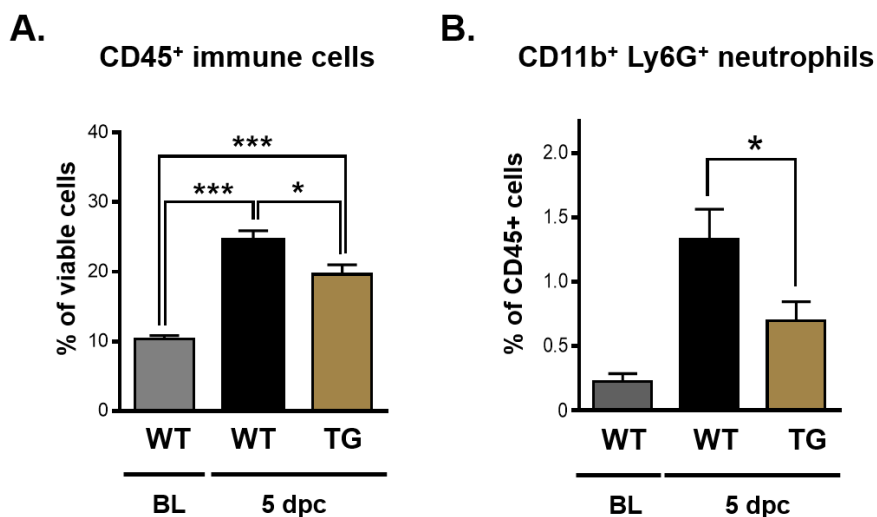 A.
CD45⁺ immune cells
% of viable cells
40
30
20
10
0
***
***
*
WT
WT
TG
BL
5 dpc
B.
CD11b⁺ Ly6G⁺ neutrophils
% of CD45+ cells
2.0
1.5
1.0
0.5
0
*
WT
WT
TG
BL
5 dpc